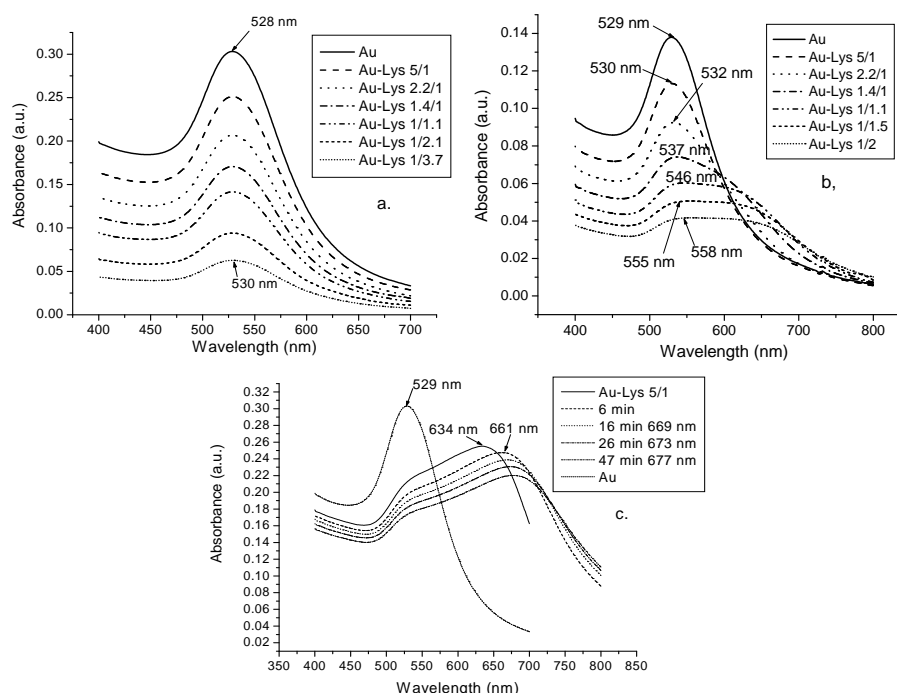 528 nm
0.30
0.25
0.20
0.15
0.10
0.05
0.00
Absorbance (a.u.)
Au
Au-Lys 5/1
Au-Lys 2.2/1
Au-Lys 1.4/1
Au-Lys 1/1.1
Au-Lys 1/2.1
Au-Lys 1/3.7
a.
530 nm
400 450 500 550 600 650 700
Wavelength (nm)
0.14
0.12
0.10
0.08
0.06
0.04
0.02
0.00
Absorbance (a.u.)
529 nm
530 nm
532 nm
537 nm
546 nm
555 nm
558 nm
Au
Au-Lys 5/1
Au-Lys 2.2/1
Au-Lys 1.4/1
Au-Lys 1/1.1
Au-Lys 1/1.5
Au-Lys 1/2
b,
400 500 600 700 800
Wavelength (nm)
0.32
0.30
0.28
0.26
0.24
0.22
0.20
0.18
0.16
0.14
0.12
0.10
0.08
0.06
0.04
0.02
Absorbance (a.u.)
529 nm
634 nm
661 nm
Au-Lys 5/1
6 min
16 min 669 nm
26 min 673 nm
47 min 677 nm
Au
c.
350 400 450 500 550 600 650 700 750 800 850
Wavelength (nm)